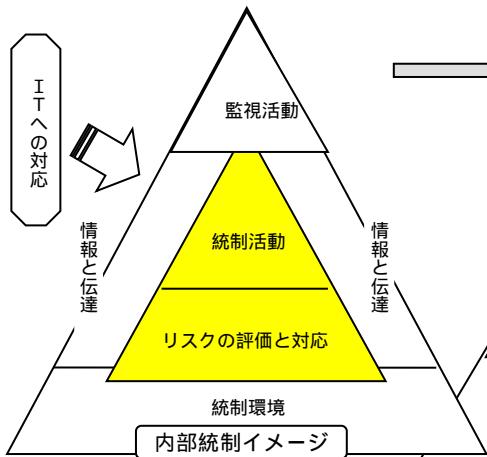 ITへの対応
監視活動
情報と伝達
統制活動
情報と伝達
リスクの評価と対応
統制環境
内部統制イメージ